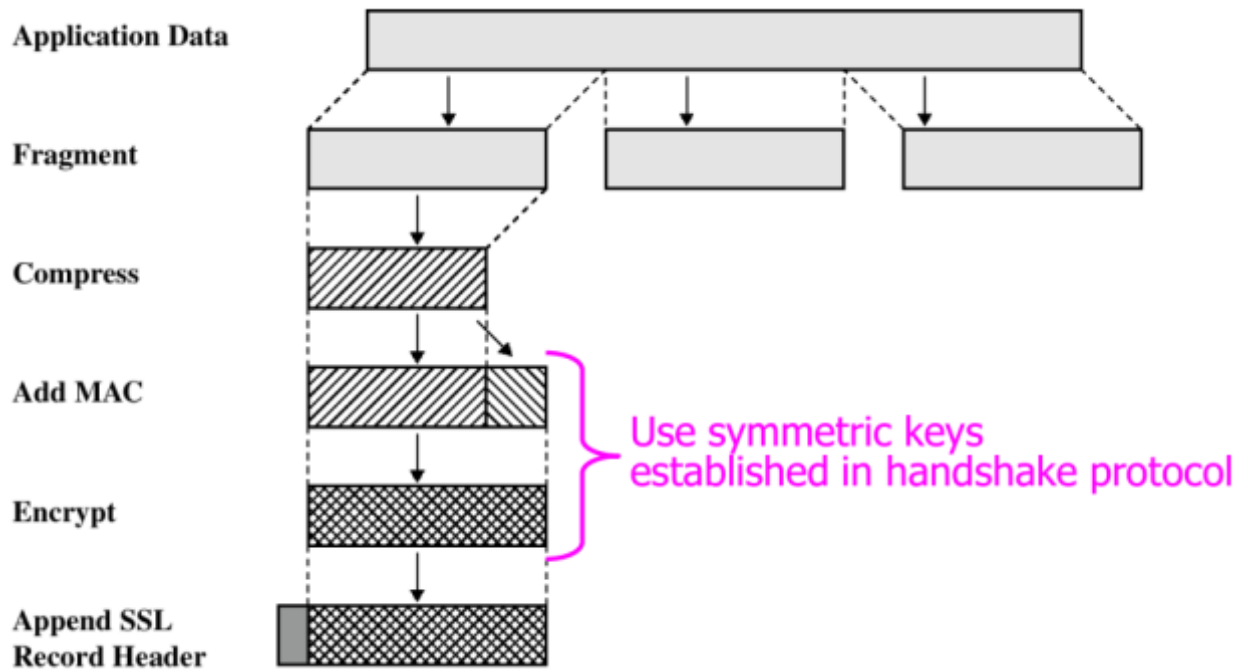 Application Data
Fragment
Compress
Add MAC
Use symmetric keys
established in handshake protocol
Encrypt
Append SSL
Record Header